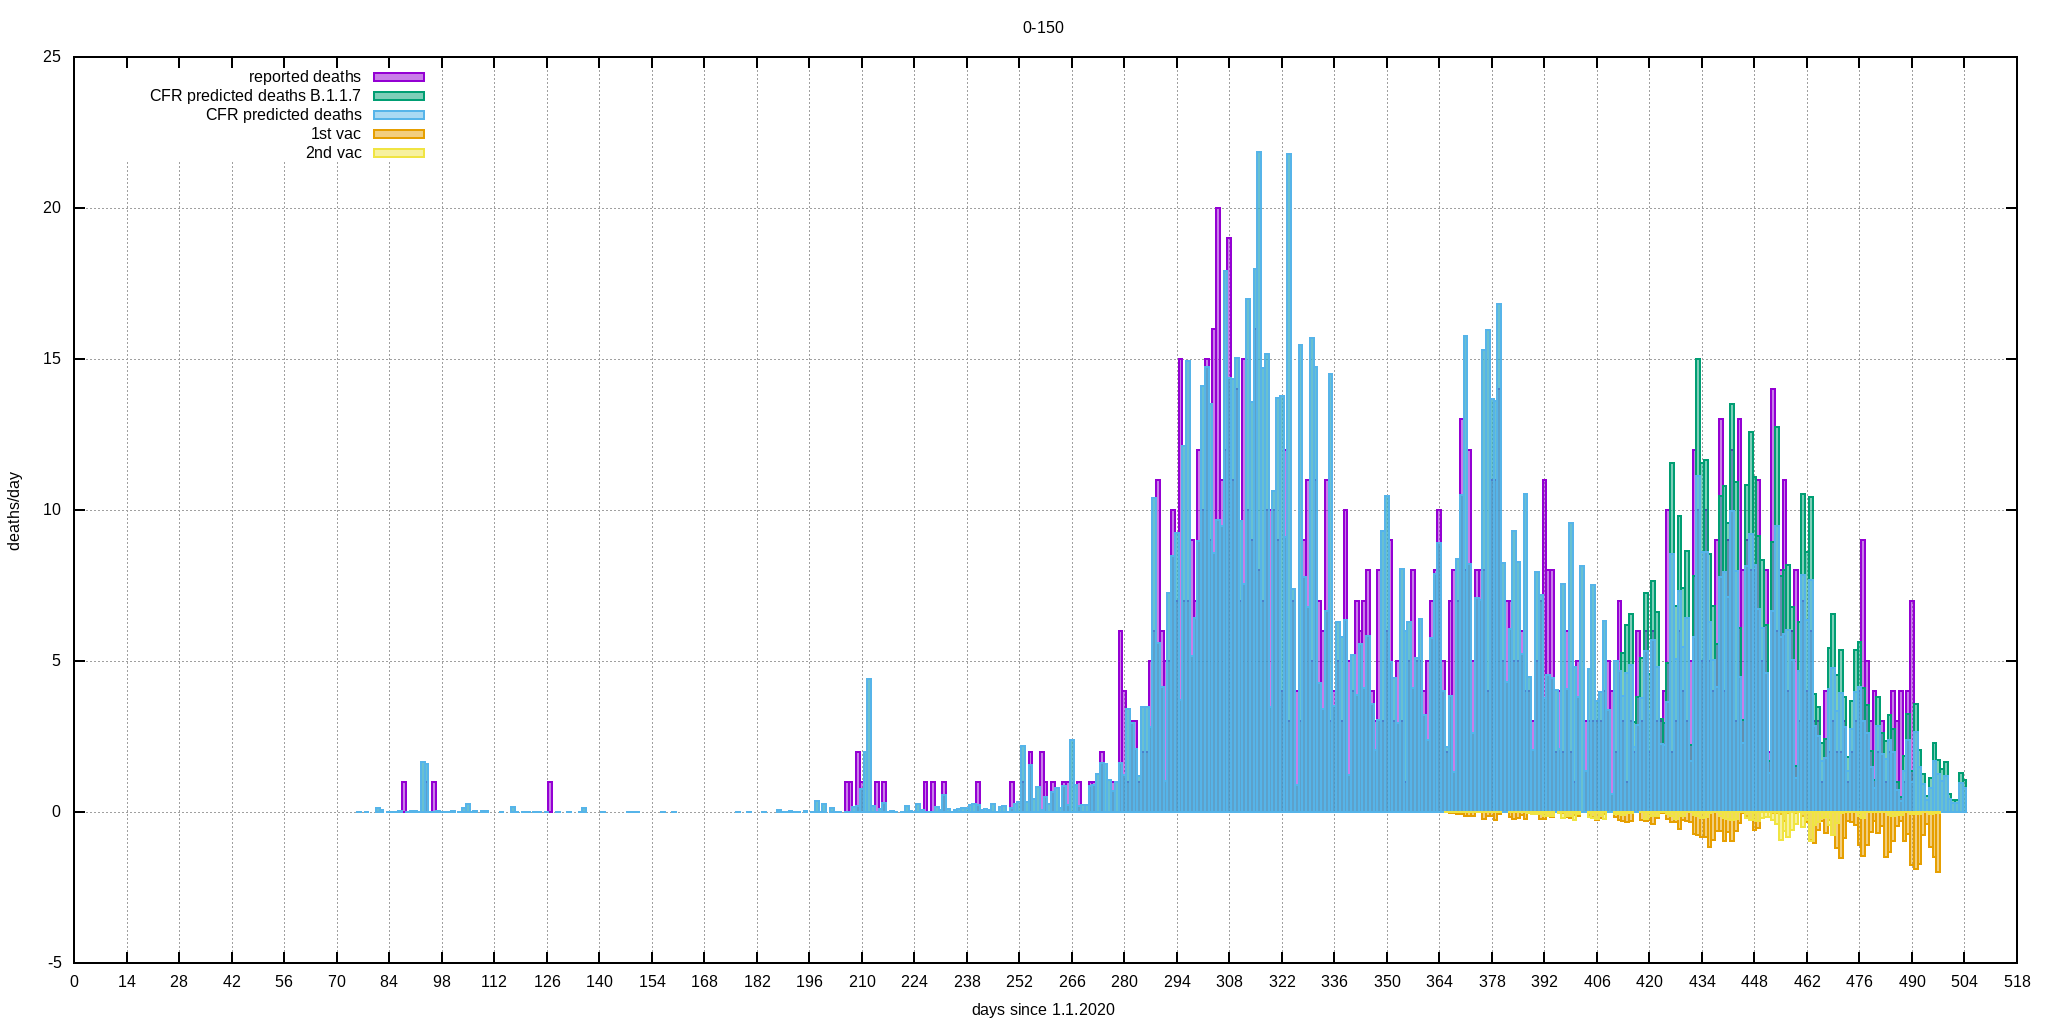 0-150
25
20
15
10
5
0
-5
deaths/day
reported deaths
CFR predicted deaths B.1.1.7
CFR predicted deaths
1st vac
2nd vac
0 14 28 42 56 70 84 98 112 126 140 154 168 182 196 210 224 238 252 266 280 294 308 322 336 350 364 378 392 406 420 434 448 462 476 490 504 518
days since 1.1.2020